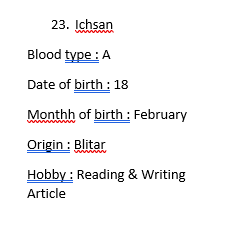 23. Ichsan
Blood type : A
Date of birth : 18
Monthh of birth : February
Origin : Blitar
Hobby : Reading & Writing
Article